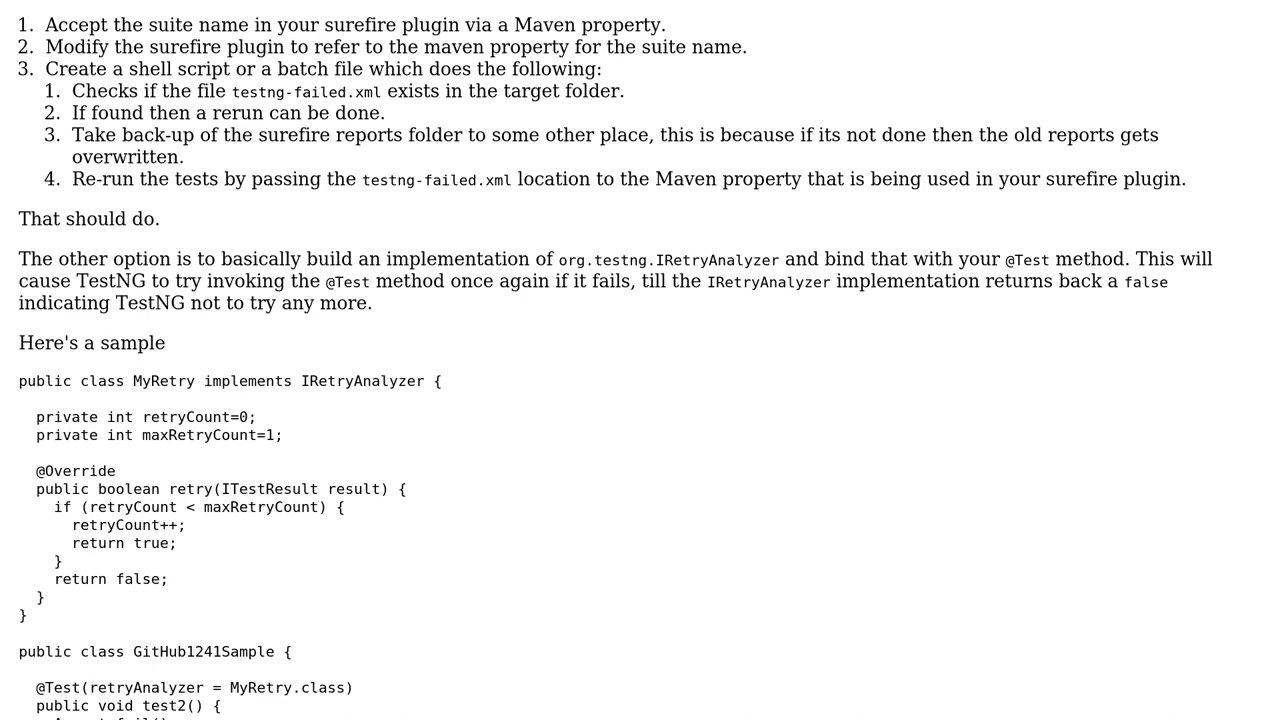 1. Accept the suite name in your surefire plugin via a Maven property.
2. Modify the surefire plugin to refer to the maven property for the suite name.
3. Create a shell script or a batch file which does the following:
1. Checks if the file testng-failed.xml exists in the target folder.
2. If found then a rerun can be done.
3. Take back-up of the surefire reports folder to some other place, this is because if its not done then the old reports gets
overwritten.
4. Re-run the tests by passing the testng-failed.xml location to the Maven property that is being used in your surefire plugin.
That should do.
The other option is to basically build an implementation of org.testng.IRetryAnalyzer and bind that with your @Test method. This will
cause TestNG to try invoking the @Test method once again if it fails, till the IRetryAnalyzer implementation returns back a false
indicating TestNG not to try any more.
Here's a sample
public class MyRetry implements IRetryAnalyzer {
  private int retryCount=0;
  private int maxRetryCount=1;
  @Override
  public boolean retry(ITestResult result) {
    if (retryCount < maxRetryCount) {
      retryCount++;
      return true;
    }
    return false;
  }
}
public class GitHub1241Sample {
  @Test(retryAnalyzer = MyRetry.class)
  public void test2() {